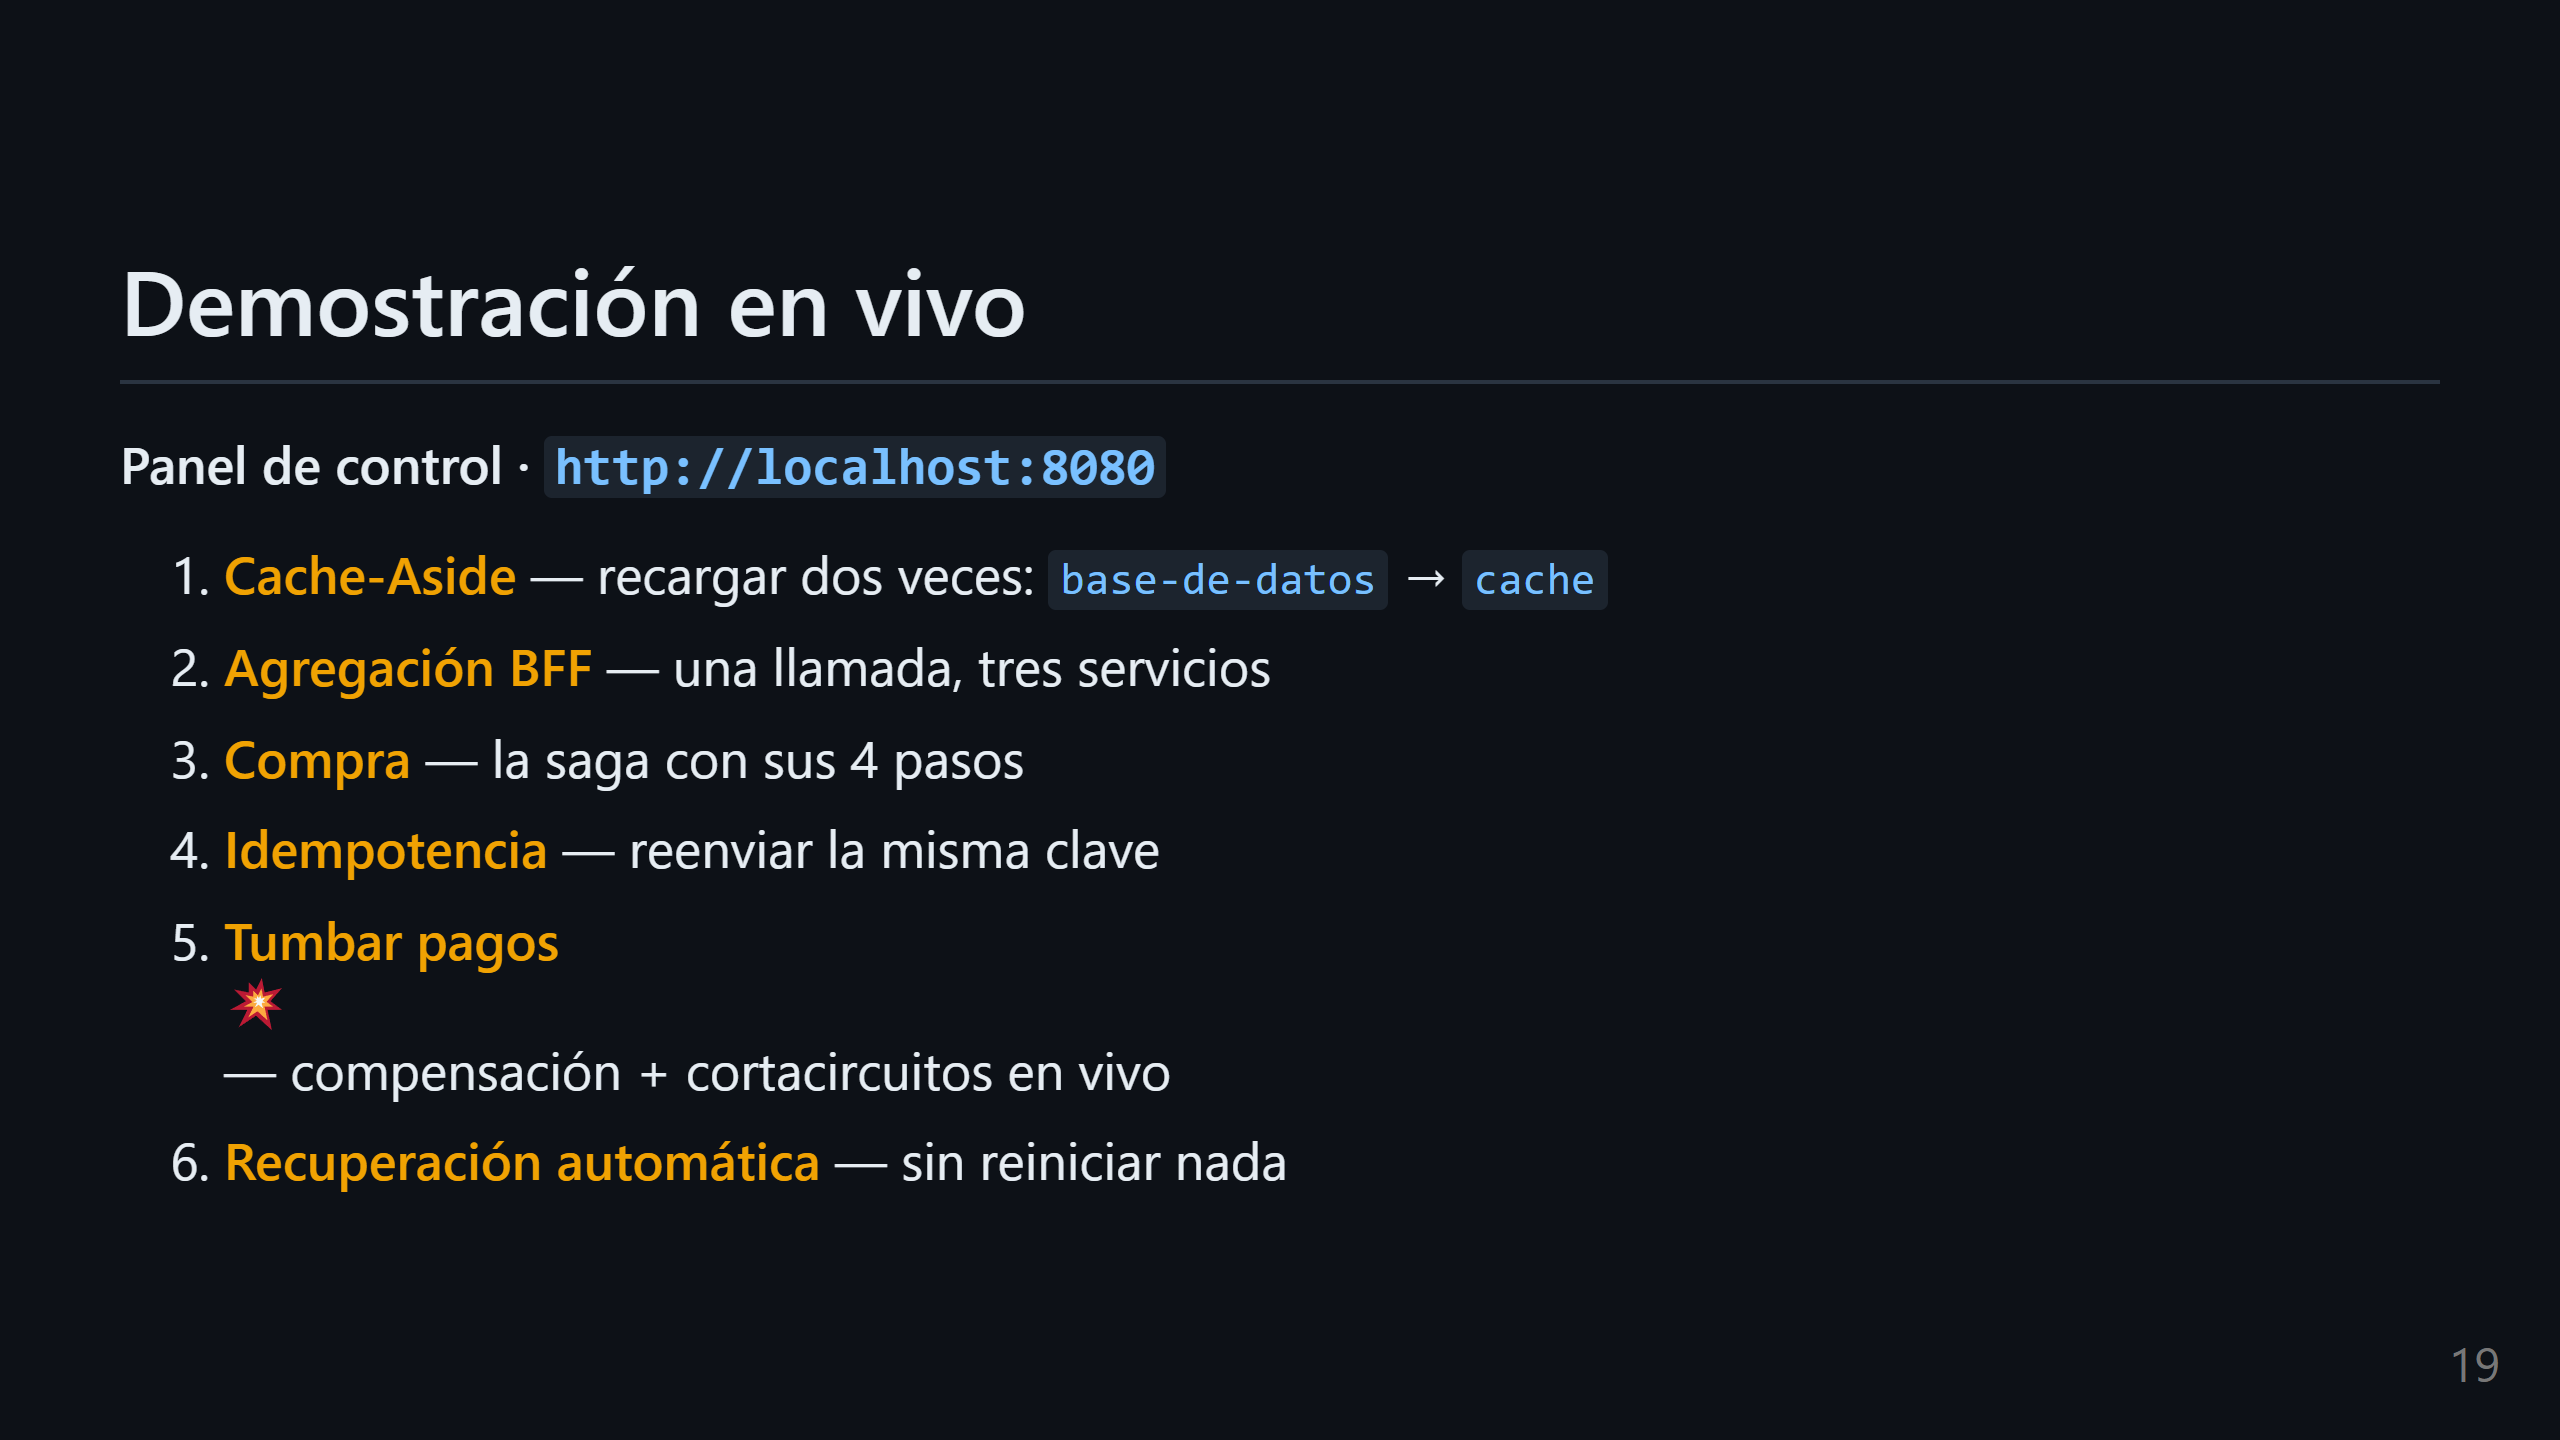 Demostración en vivo
Panel de control · http://localhost:8080
1. Cache-Aside — recargar dos veces: base-de-datos → cache
2. Agregación BFF — una llamada, tres servicios
3. Compra — la saga con sus 4 pasos
4. Idempotencia — reenviar la misma clave
5. Tumbar pagos
💥
— compensación + cortacircuitos en vivo
6. Recuperación automática — sin reiniciar nada
19